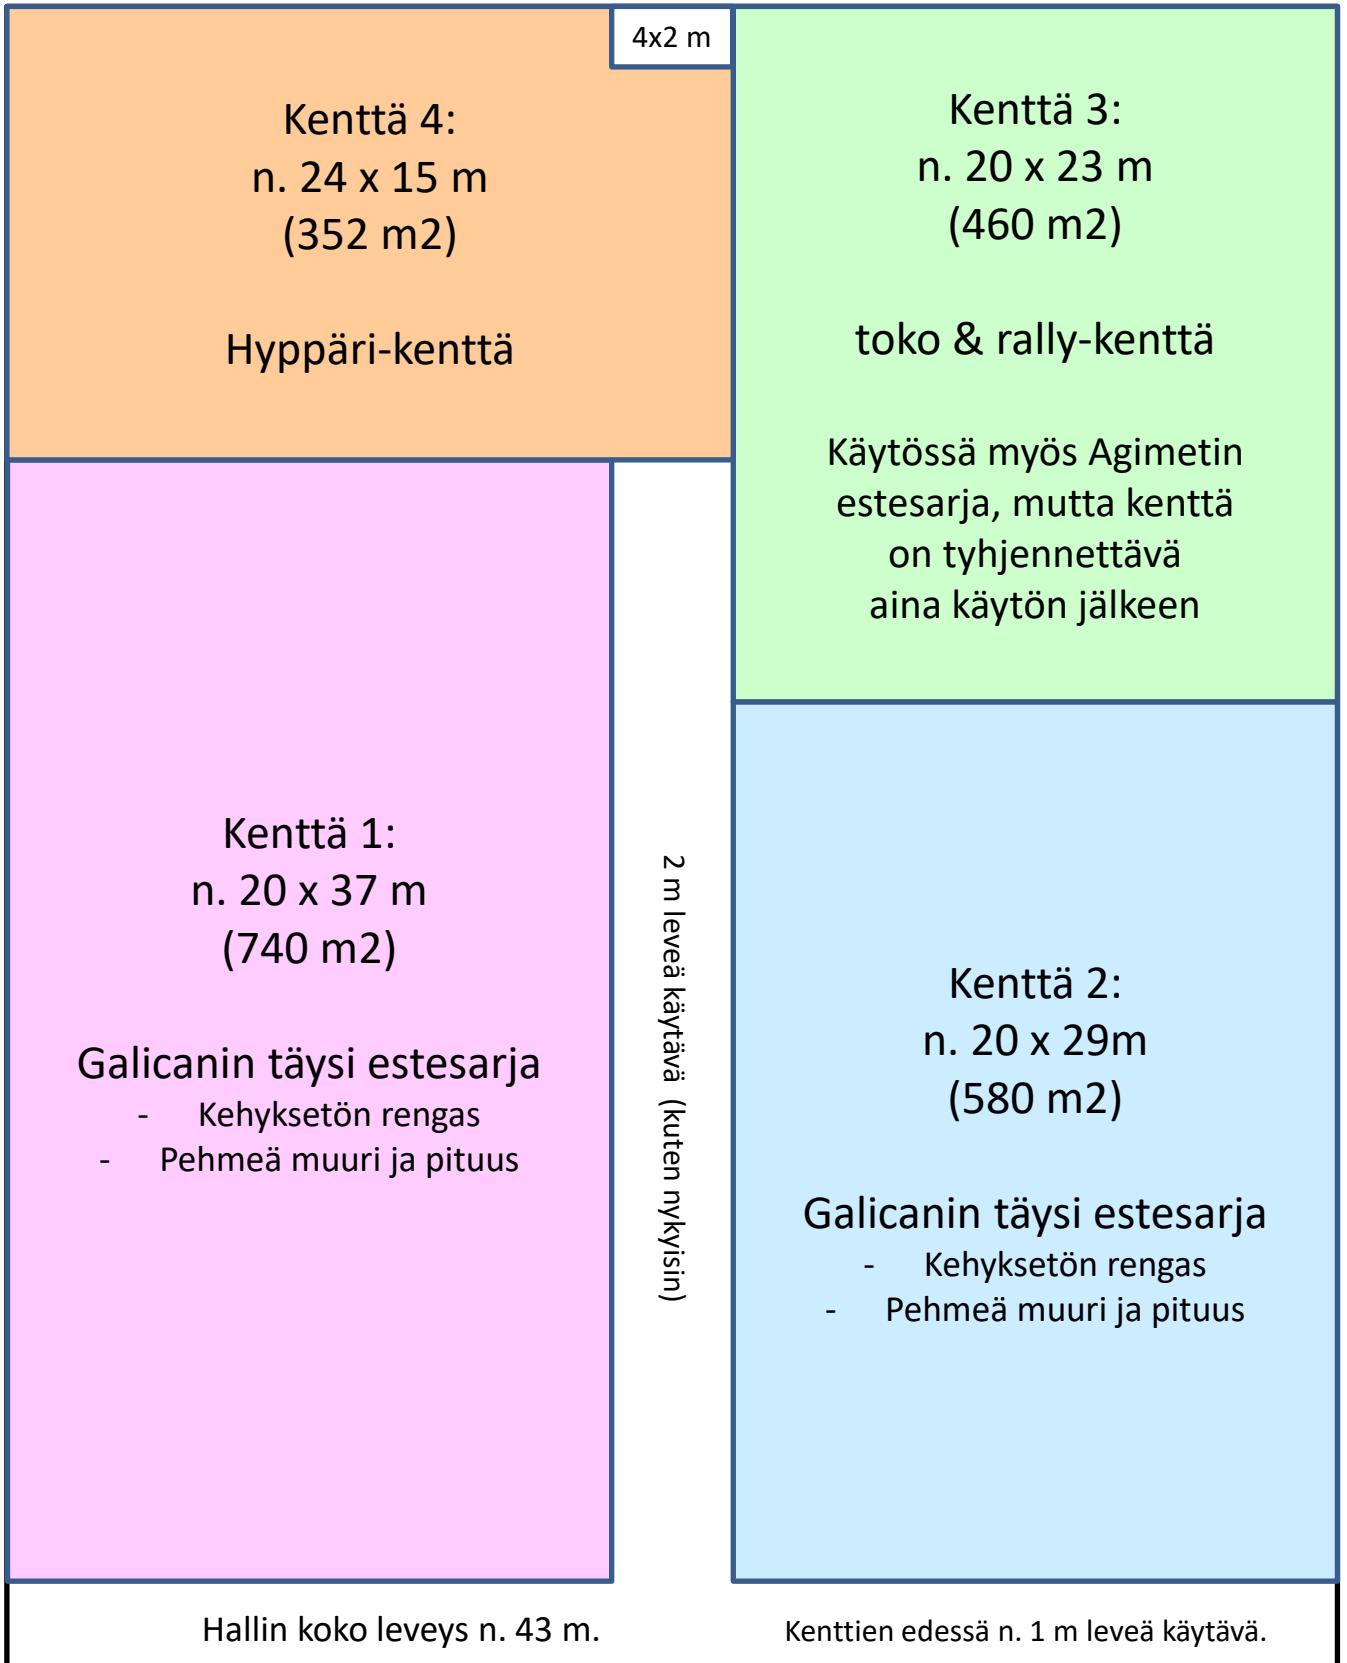 4x2 m
Kenttä 4:
n. 24 x 15 m
(352 m2)
Hyppäri-kenttä
Kenttä 3:
n. 20 x 23 m
(460 m2)
toko & rally-kenttä
Käytössä myös Agimetin
estesarja, mutta kenttä
on tyhjennettävä
aina käytön jälkeen
Kenttä 1:
n. 20 x 37 m
(740 m2)
Galicanin täysi estesarja
- Kehyksetön rengas
- Pehmeä muuri ja pituus
2 m leveä käytävä (kuten nykyisin)
Kenttä 2:
n. 20 x 29m
(580 m2)
Galicanin täysi estesarja
- Kehyksetön rengas
- Pehmeä muuri ja pituus
Hallin koko leveys n. 43 m.
Kenttien edessä n. 1 m leveä käytävä.